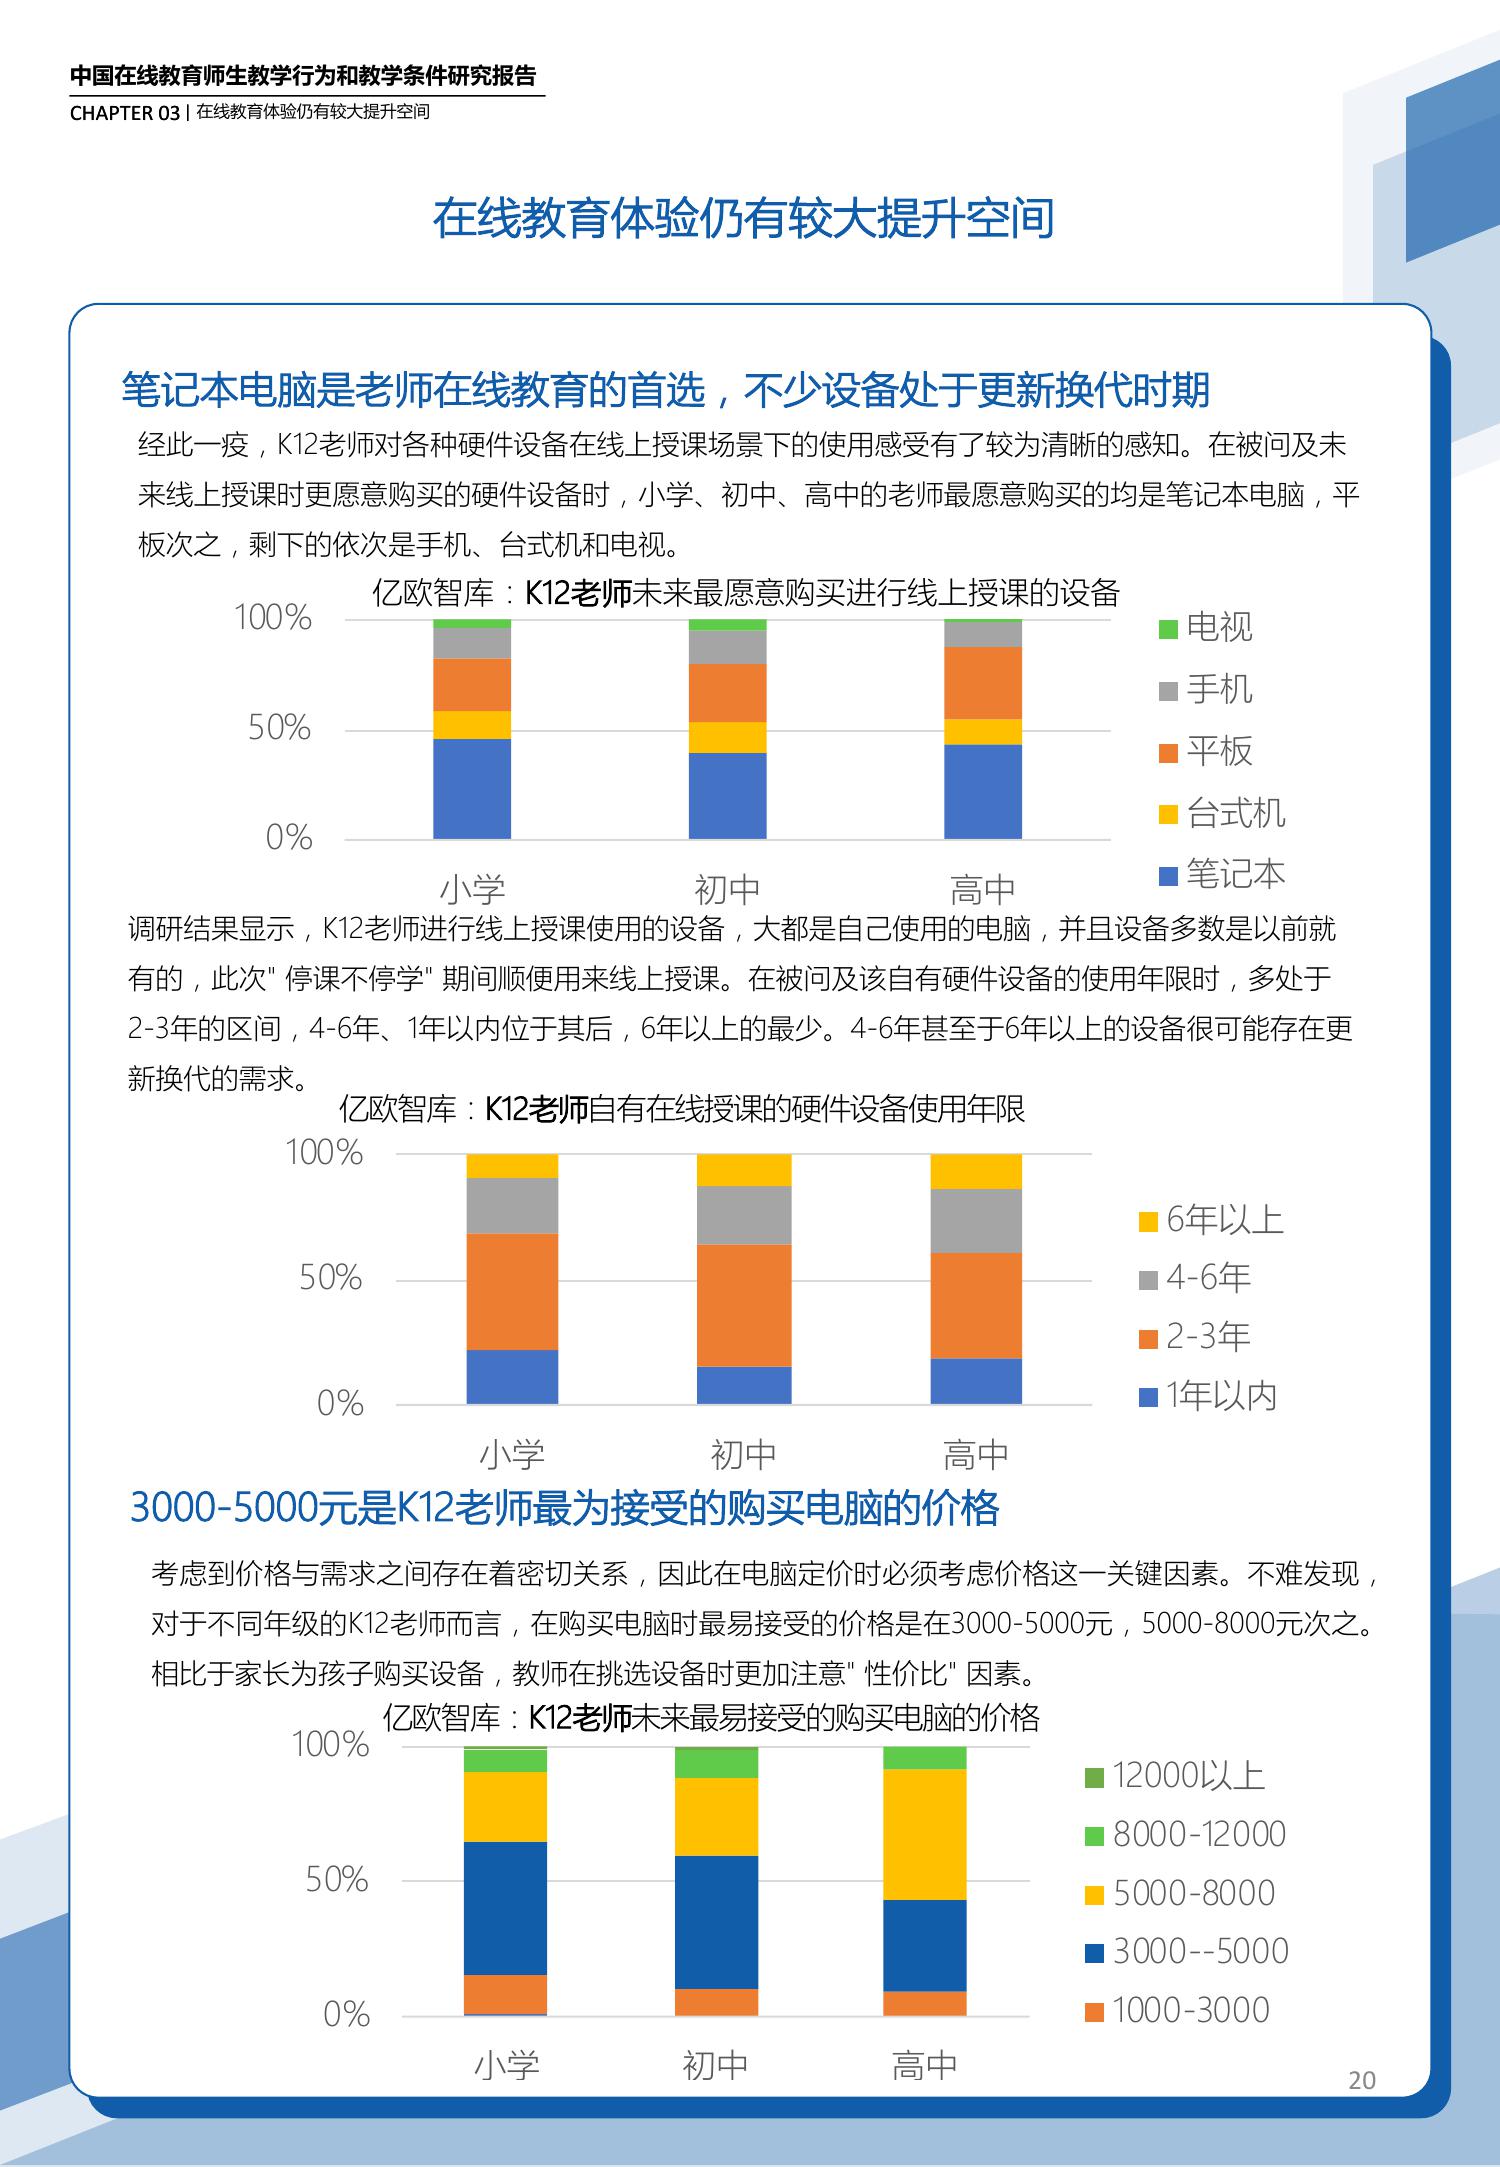 中国在线教育师生教学行为和教学条件研究报告
CHAPTER 03 | 在线教育体验仍有较大提升空间
在线教育体验仍有较大提升空间
笔记本电脑是老师在线教育的首选，不少设备处于更新换代时期
经此一疫，K12老师对各种硬件设备在线上授课场景下的使用感受有了较为清晰的感知。在被问及未
来线上授课时更愿意购买的硬件设备时，小学、初中、高中的老师最愿意购买的均是笔记本电脑，平
板次之，剩下的依次是手机、台式机和电视。
亿欧智库：K12老师未来最愿意购买进行线上授课的设备
100%
50%
0%
小学
初中
高中
电视
手机
平板
台式机
笔记本
调研结果显示，K12老师进行线上授课使用的设备，大都是自己使用的电脑，并且设备多数是以前就
有的，此次" 停课不停学" 期间顺便用来线上授课。在被问及该自有硬件设备的使用年限时，多处于
2-3年的区间，4-6年、1年以内位于其后，6年以上的最少。4-6年甚至于6年以上的设备很可能存在更
新换代的需求。
亿欧智库：K12老师自有在线授课的硬件设备使用年限
100%
50%
0%
小学
初中
高中
6年以上
4-6年
2-3年
1年以内
3000-5000元是K12老师最为接受的购买电脑的价格
考虑到价格与需求之间存在着密切关系，因此在电脑定价时必须考虑价格这一关键因素。不难发现，
对于不同年级的K12老师而言，在购买电脑时最易接受的价格是在3000-5000元，5000-8000元次之。
相比于家长为孩子购买设备，教师在挑选设备时更加注意" 性价比" 因素。
亿欧智库：K12老师未来最易接受的购买电脑的价格
100%
50%
0%
小学
初中
高中
12000以上
8000-12000
5000-8000
3000--5000
1000-3000
20